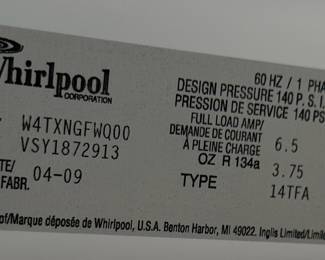 Whirlpool
CORPORATION
W4TXNGFWQ00
VSY1872913
FABR. 04-09
60 HZ / 1 PHA
DESIGN PRESSURE 140 P. S. I.
PRESSION DE SERVICE 140 PS
FULL LOAD AMP/
DEMANDE DE COURANT
À PLEINE CHARGE 6.5
OZ R 134a 3.75
TYPE 14TFA
of/Marque déposée de Whirlpool, U.S.A. Benton Harbor, MI 49022. Inglis Limited/Limitée